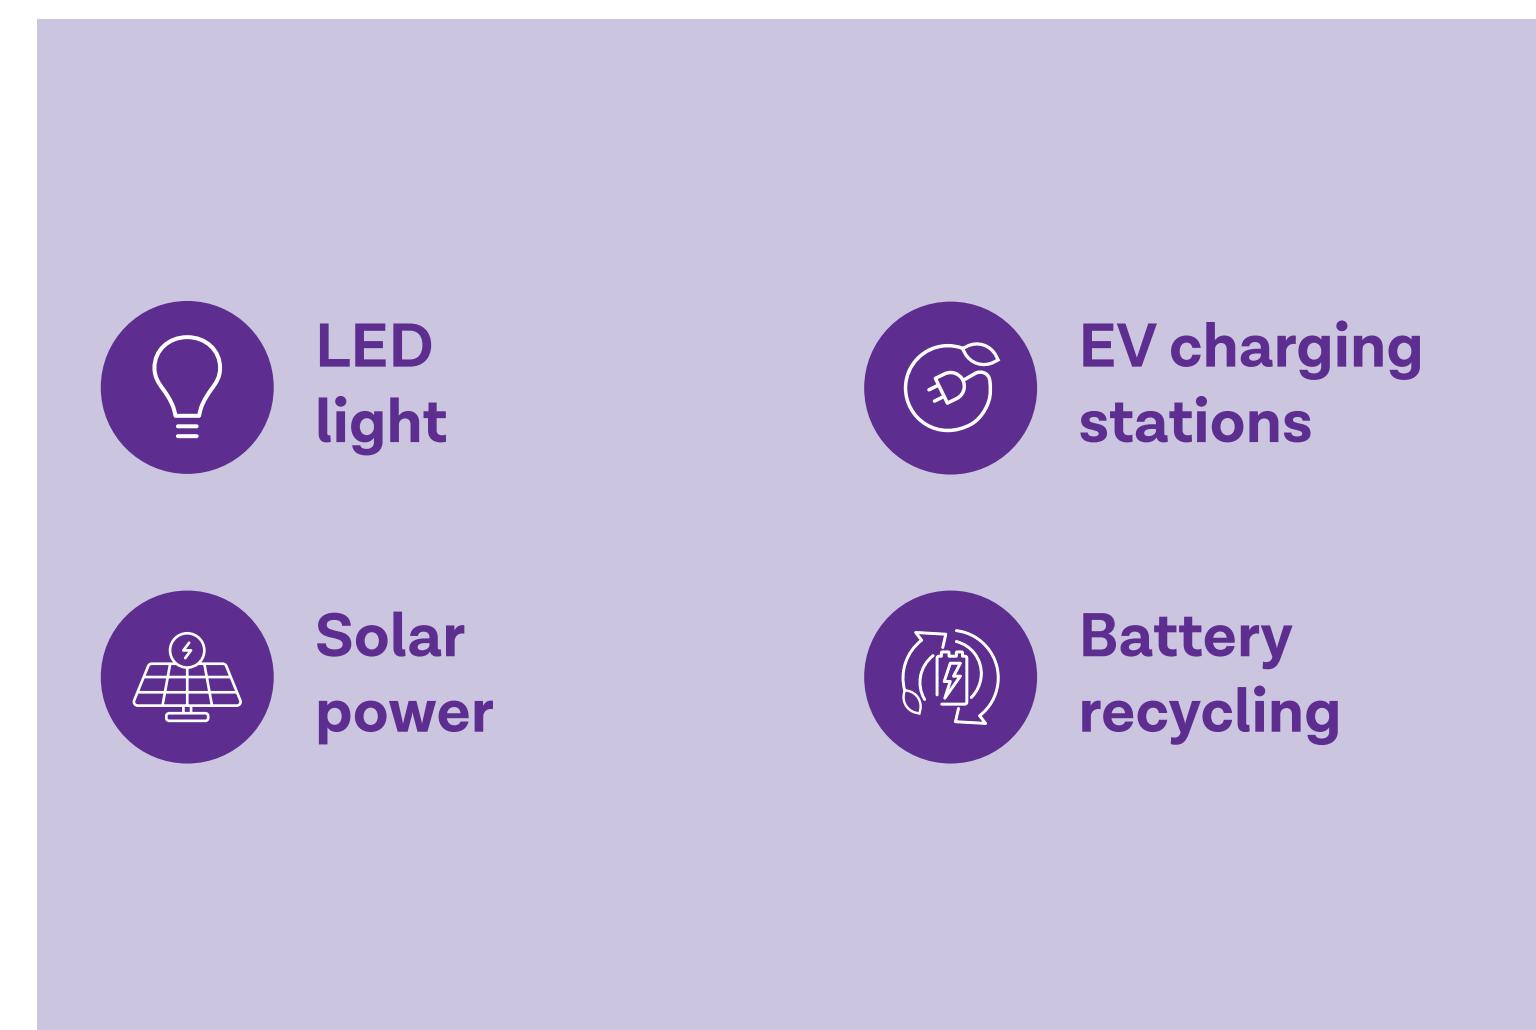 LED
light
EV charging
stations
Solar
power
Battery
recycling